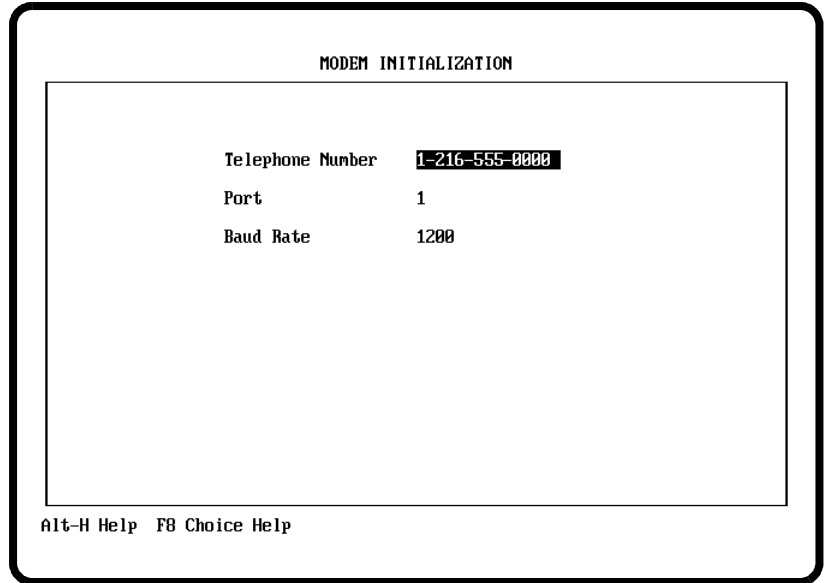 MODEM INITIALIZATION
Telephone Number 1-216-555-0000
Port 1
Baud Rate 1200
Alt-H Help F8 Choice Help